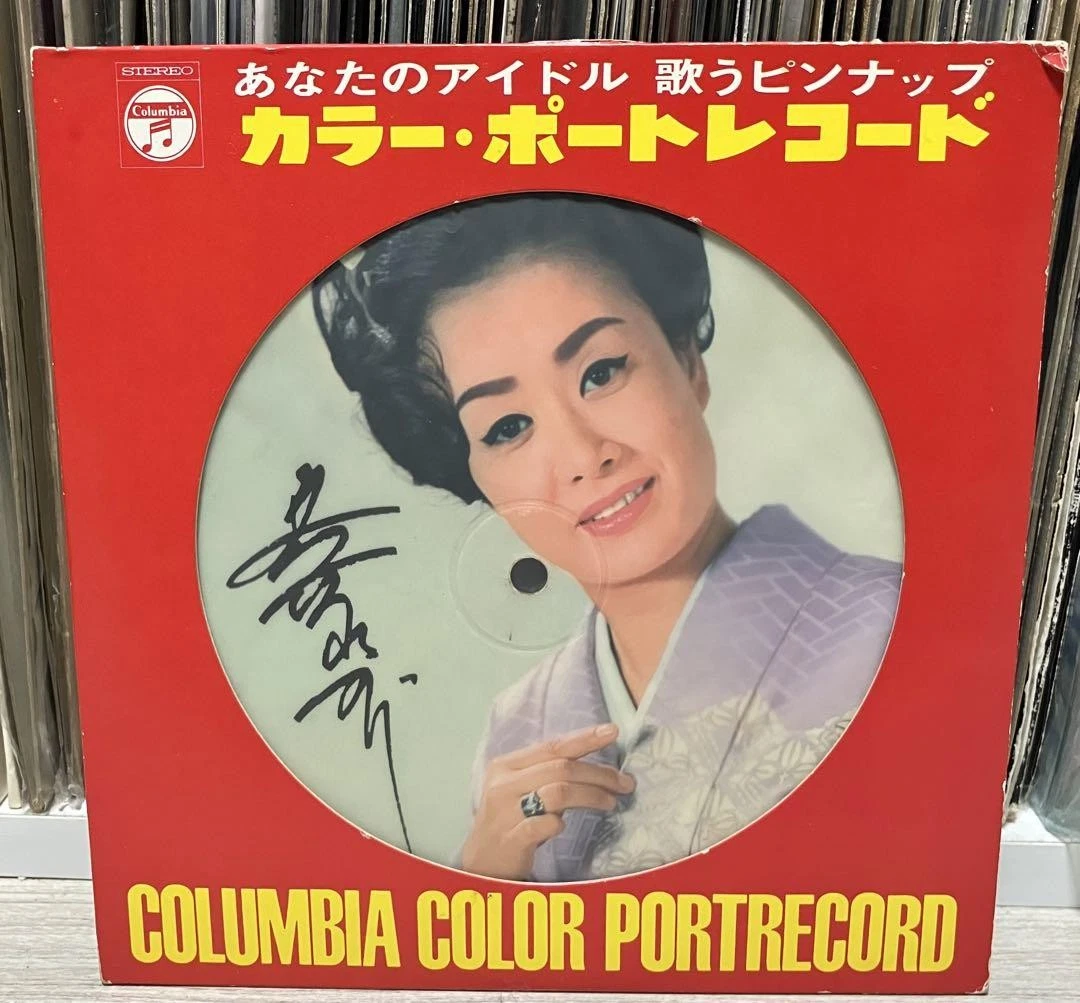 STEREO
Columbia
あなたのアイドル 歌うピンナップ
カラー・ポートレコード
COLUMBIA COLOR PORTRECORD